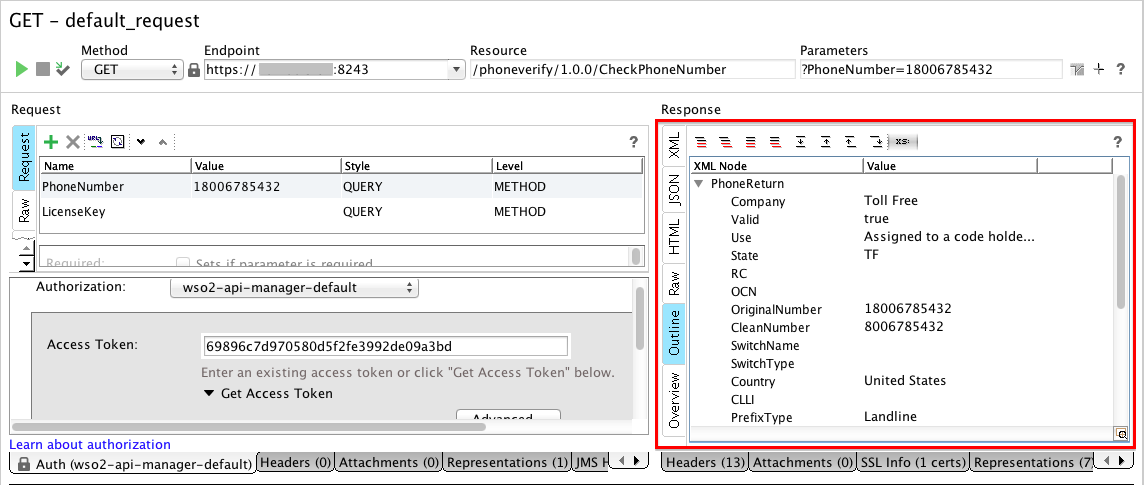 GET - default_request
Method Endpoint Resource Parameters
GET https:// :8243 /phoneverify/1.0.0/CheckPhoneNumber ?PhoneNumber=18006785432 + ?
Request
Request
Raw
?
Name Value Style Level
PhoneNumber 18006785432 QUERY METHOD
LicenseKey QUERY METHOD
Required: Sets if parameter is required
Authorization: wso2-api-manager-default
Access Token: 69896c7d970580d5f2fe3992de09a3bd
Enter an existing access token or click "Get Access Token" below.
Get Access Token
Advanced...
Learn about authorization
Auth (wso2-api-manager-default) Headers (0) Attachments (0) Representations (1) JMS H
Response
XML
JSON
HTML
Raw
Outline
Overview
xs: ?
XML Node Value
PhoneReturn
Company Toll Free
Valid true
Use Assigned to a code holde...
State TF
RC
OCN
OriginalNumber 18006785432
CleanNumber 8006785432
SwitchName
SwitchType
Country United States
CLLI
PrefixType Landline
Headers (13) Attachments (0) SSL Info (1 certs) Representations (7